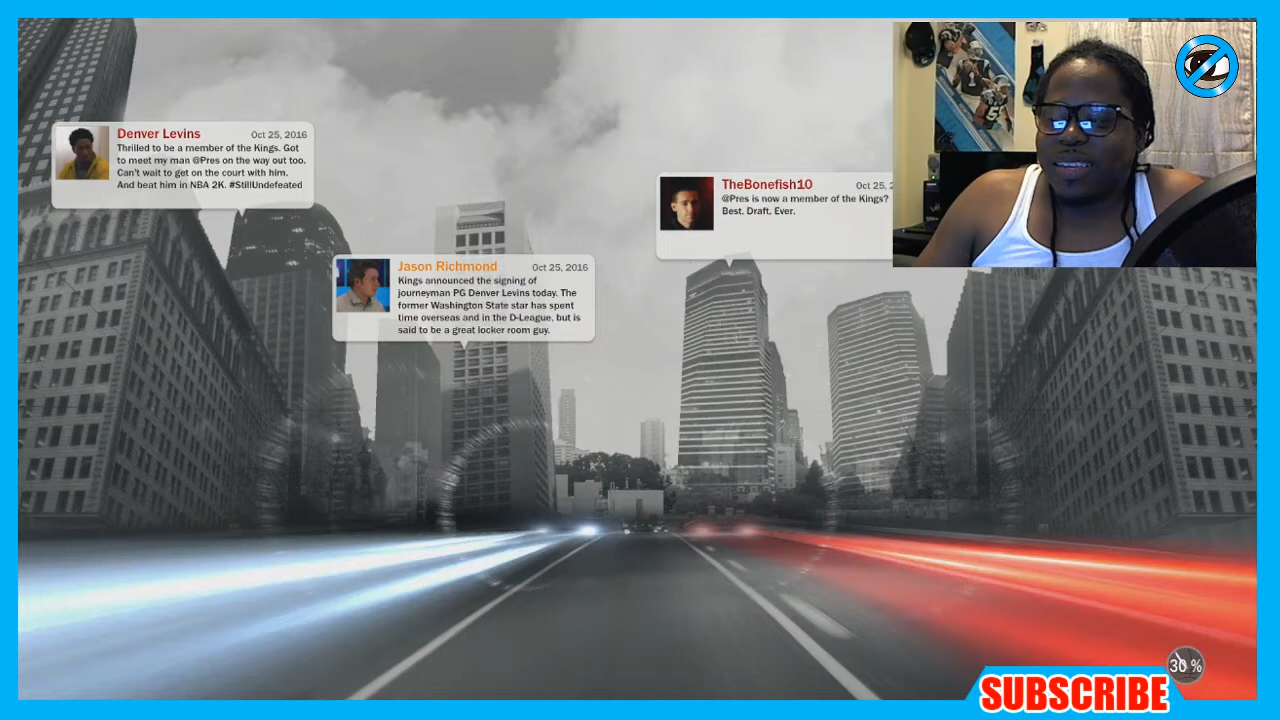 Denver Levins Oct 25, 2016
Thrilled to be a member of the Kings. Got
to meet my man @Pres on the way out too.
Can't wait to get on the court with him.
And beat him in NBA 2K. #StillUndefeated
Jason Richmond Oct 25, 2016
Kings announced the signing of
journeyman PG Denver Levins today. The
former Washington State star has spent
time overseas and in the D-League, but is
said to be a great locker room guy.
TheBonefish10 Oct 25, 2
@Pres is now a member of the Kings?
Best. Draft. Ever.
1
5
30 %
SUBSCRIBE